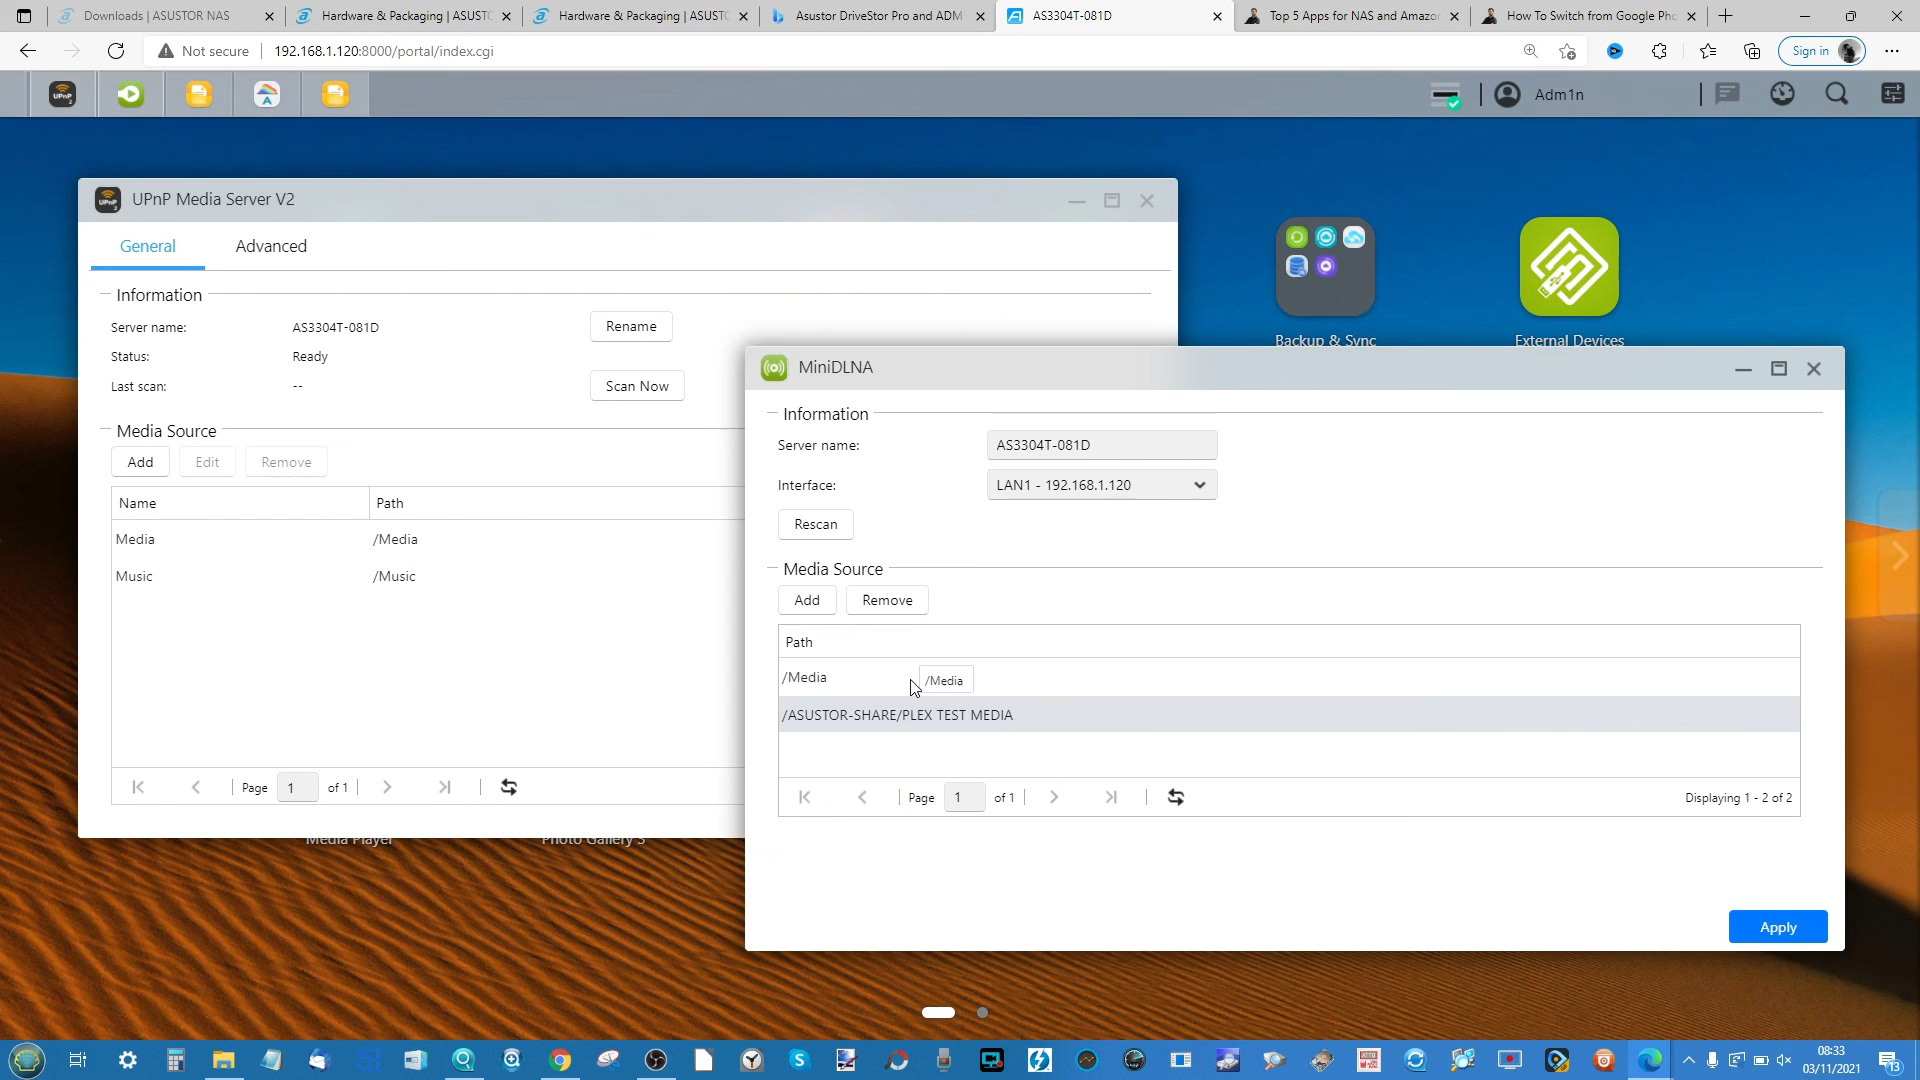 Downloads | ASUSTOR NAS
Hardware & Packaging | ASUSTO
Hardware & Packaging | ASUSTO
Asustor DriveStor Pro and ADM
AS3304T-081D
Top 5 Apps for NAS and Amazon
How To Switch from Google Pho
Not secure
192.168.1.120:8000/portal/index.cgi
Sign in
UPnP
Adm1n
UPnP Media Server V2
General
Advanced
Information
Server name:
AS3304T-081D
Rename
Status:
Ready
Last scan:
--
Scan Now
Media Source
Add
Edit
Remove
Name
Path
Media
/Media
Music
/Music
Page
1
of 1
Backup & Sync
External Devices
MiniDLNA
Information
Server name:
AS3304T-081D
Interface:
LAN1 - 192.168.1.120
Rescan
Media Source
Add
Remove
Path
/Media
/Media
/ASUSTOR-SHARE/PLEX TEST MEDIA
Page
1
of 1
Displaying 1 - 2 of 2
Apply
Media Player
Photo Gallery 3
08:33
03/11/2021
13